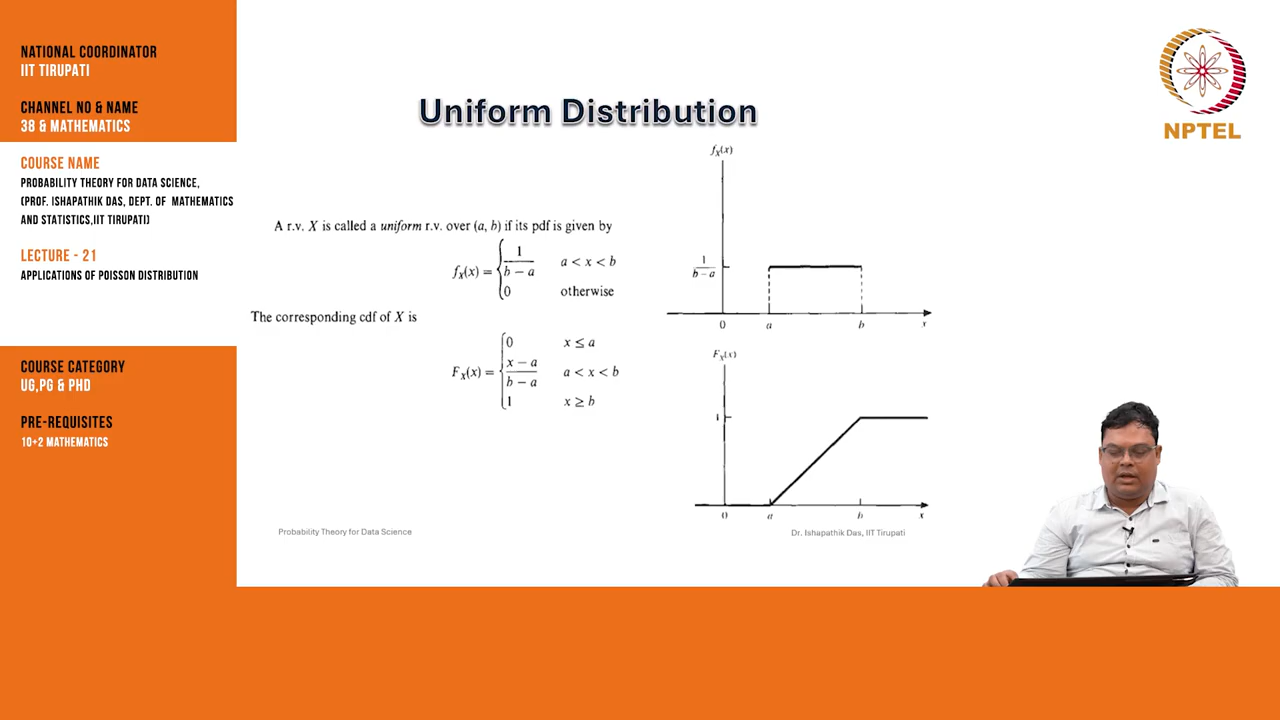 NATIONAL COORDINATOR
IIT TIRUPATI
CHANNEL NO & NAME
38 & MATHEMATICS
COURSE NAME
PROBABILITY THEORY FOR DATA SCIENCE,
(PROF. ISHAPATHIK DAS, DEPT. OF MATHEMATICS
AND STATISTICS,IIT TIRUPATI)
LECTURE - 21
APPLICATIONS OF POISSON DISTRIBUTION
COURSE CATEGORY
UG,PG & PHD
PRE-REQUISITES
10+2 MATHEMATICS
Uniform Distribution
A r.v. X is called a uniform r.v. over (a, b) if its pdf is given by
f_X(x) = { 1/(b − a)   a < x < b
0   otherwise
The corresponding cdf of X is
F_X(x) = { 0   x ≤ a
(x − a)/(b − a)   a < x < b
1   x ≥ b
f_X(x)
1/(b − a)
0 a b x
F_X(x)
1
0 a b x
Probability Theory for Data Science
Dr. Ishapathik Das, IIT Tirupati
NPTEL